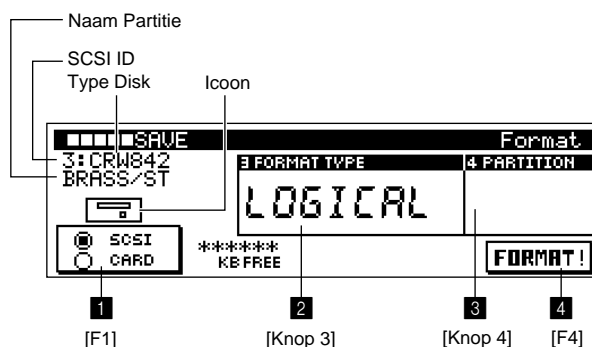 Naam Partitie
SCSI ID
Type Disk
Icoon
SAVE Format
3:CRW842
BRASS/ST
3 FORMAT TYPE
4 PARTITION
LOGICAL
SCSI
CARD
******
KB FREE
FORMAT!
1 2 3 4
[F1] [Knop 3] [Knop 4] [F4]